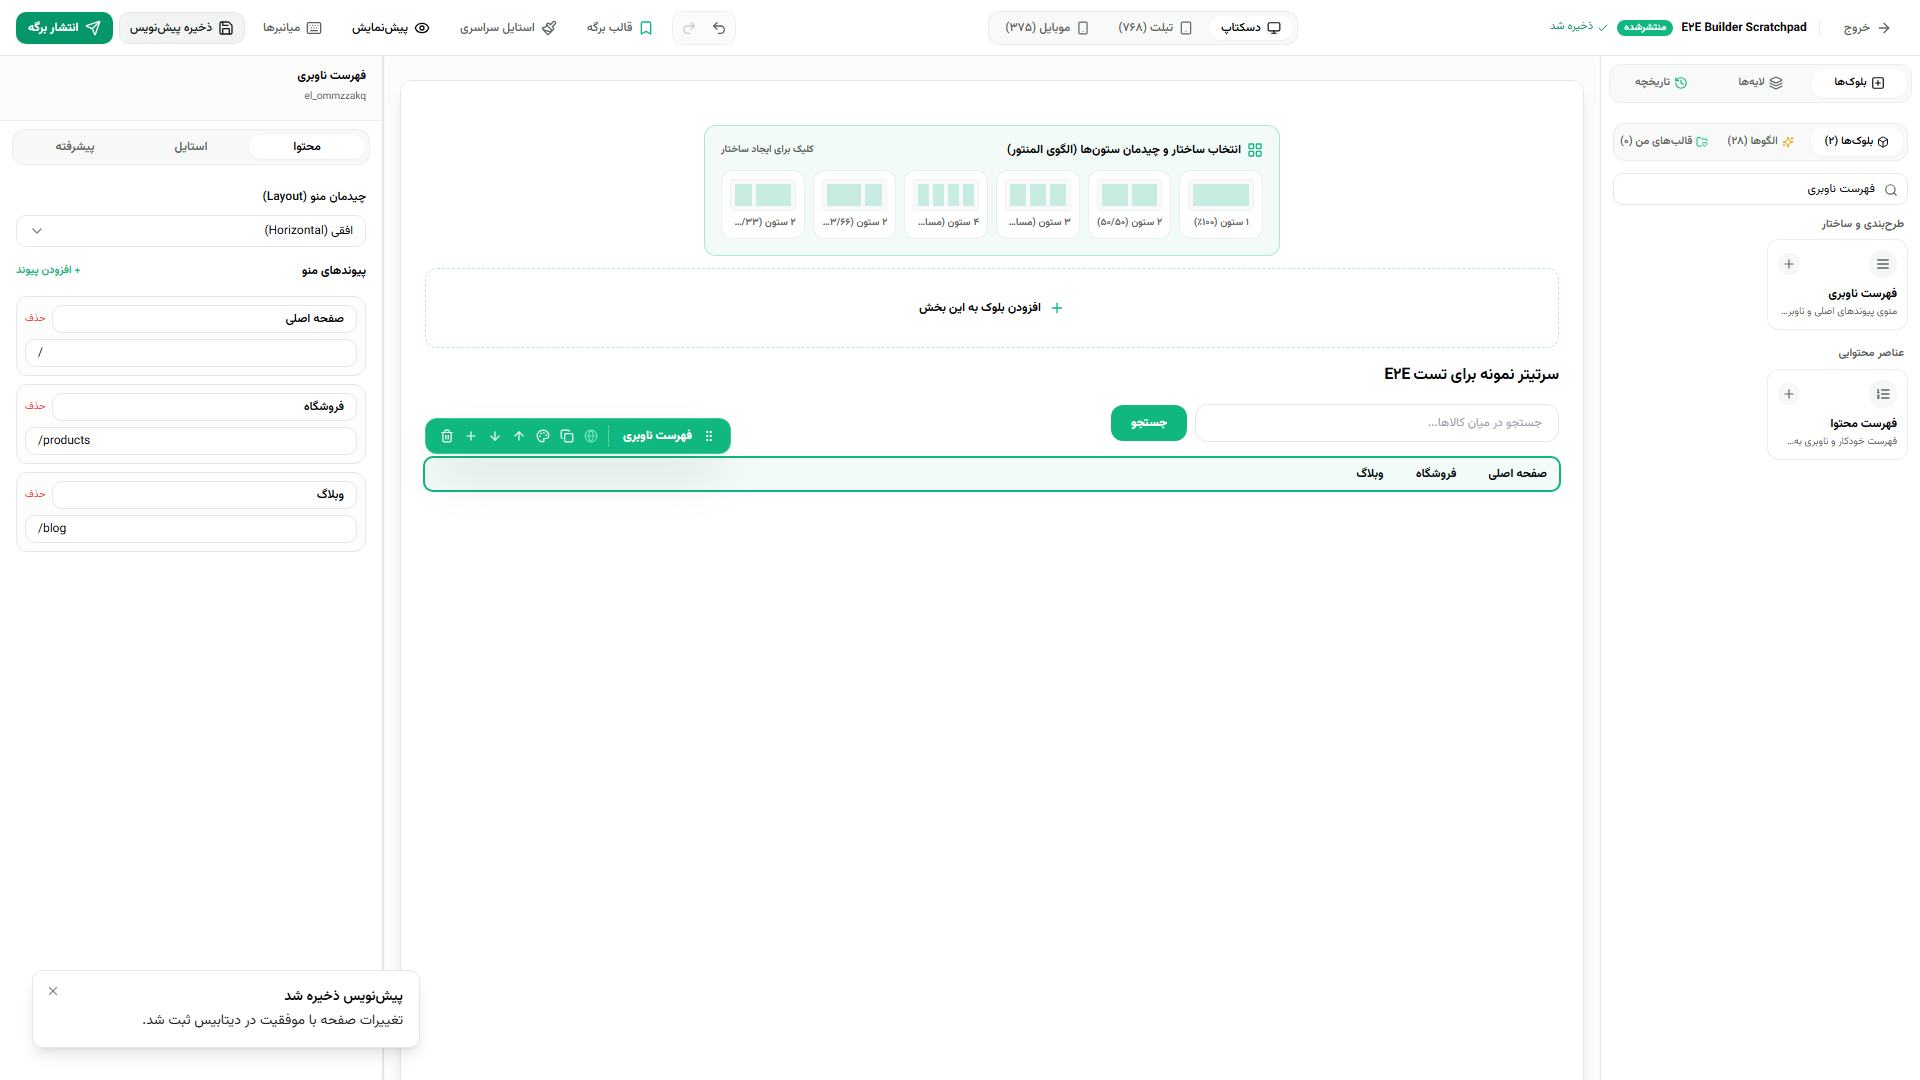 خروج
E2E Builder Scratchpad
منتشرشده
ذخیره شد
دسکتاپ
تبلت (۷۶۸)
موبایل (۳۷۵)
قالب برگه
استایل سراسری
پیش‌نمایش
میانبرها
ذخیره پیش‌نویس
انتشار برگه
بلوک‌ها
لایه‌ها
تاریخچه
بلوک‌ها (۲)
الگوها (۲۸)
قالب‌های من (۰)
فهرست ناوبری
طرح‌بندی و ساختار
فهرست ناوبری
منوی پیوندهای اصلی و ناوبر...
عناصر محتوایی
فهرست محتوا
فهرست خودکار و ناوبری به...
انتخاب ساختار و چیدمان ستون‌ها (الگوی المنتور)
کلیک برای ایجاد ساختار
۱ ستون (۱۰۰٪)
۲ ستون (۵۰/۵۰)
۳ ستون (مسا...
۴ ستون (مسا...
۲ ستون (۳/۶۶...
۲ ستون (/۳۳...
افزودن بلوک به این بخش
سرتیتر نمونه برای تست E2E
جستجو در میان کالاها...
جستجو
فهرست ناوبری
صفحه اصلی
فروشگاه
وبلاگ
فهرست ناوبری
el_ommzzakq
محتوا
استایل
پیشرفته
چیدمان منو (Layout)
افقی (Horizontal)
پیوندهای منو
+ افزودن پیوند
صفحه اصلی
حذف
/
فروشگاه
حذف
/products
وبلاگ
حذف
/blog
پیش‌نویس ذخیره شد
تغییرات صفحه با موفقیت در دیتابیس ثبت شد.